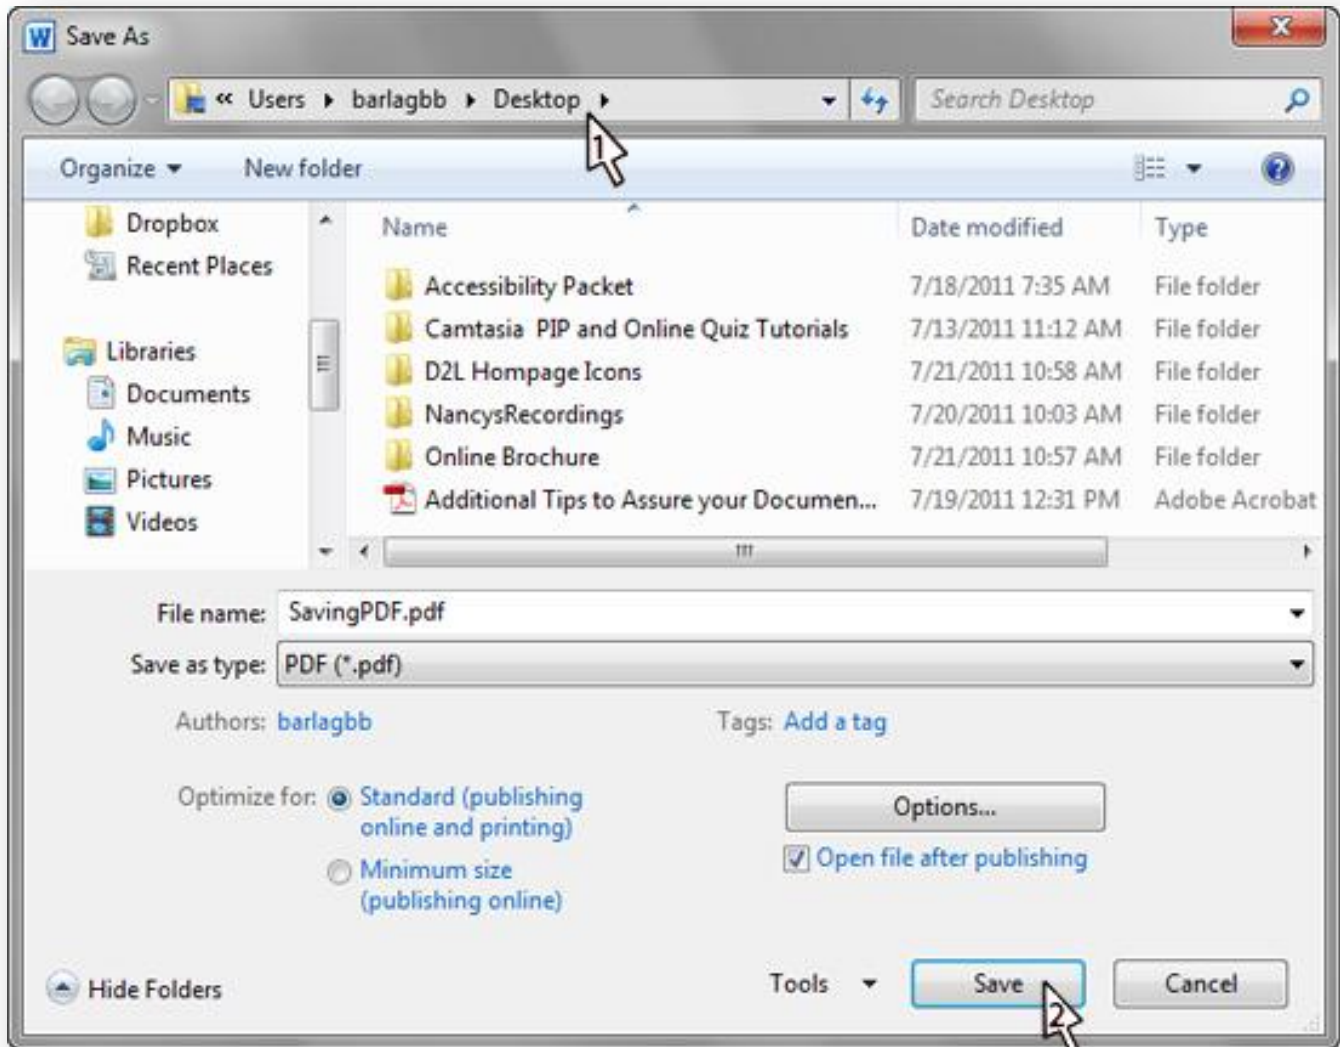 W Save As
« Users Desktop barlagbb Search Desktop
1
Organize New folder
Dropbox
Recent Places
Libraries
Documents
Music
Pictures
Videos
Name Date modified Type
Accessibility Packet 7/18/2011 7:35 AM File folder
Camtasia PIP and Online Quiz Tutorials 7/13/2011 11:12 AM File folder
D2L Hompage Icons 7/21/2011 10:58 AM File folder
NancysRecordings 7/20/2011 10:03 AM File folder
Online Brochure 7/21/2011 10:57 AM File folder
Additional Tips to Assure your Documen... 7/19/2011 12:31 PM Adobe Acrobat
File name: SavingPDF.pdf
Save as type: PDF (*.pdf)
Authors: barlagbb Tags: Add a tag
Optimize for: Standard (publishing
online and printing)
Minimum size
(publishing online)
Options...
Open file after publishing
Hide Folders Tools Save Cancel
2